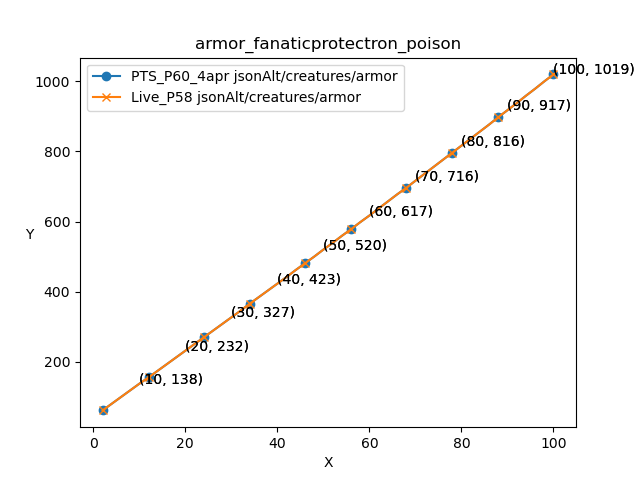 armor_fanaticprotectron_poison
PTS_P60_4apr jsonAlt/creatures/armor
Live_P58 jsonAlt/creatures/armor
(100, 1019)
(90, 917)
(80, 816)
(70, 716)
(60, 617)
(50, 520)
(40, 423)
(30, 327)
(20, 232)
(10, 138)
1000
800
600
400
200
Y
0 20 40 60 80 100
X